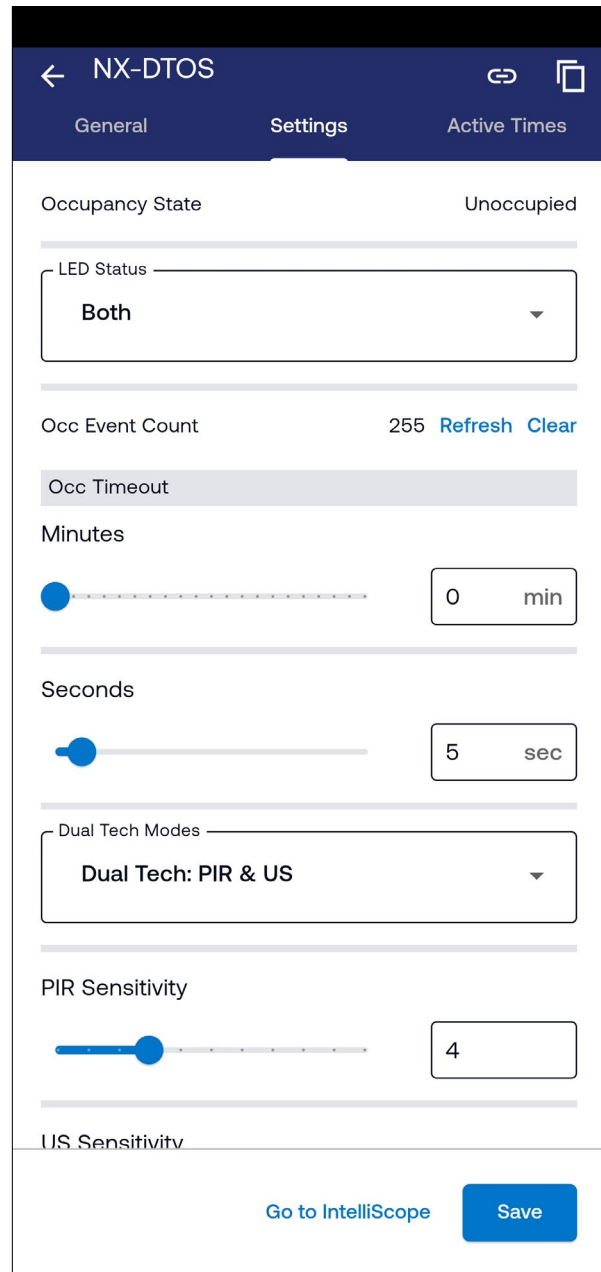 NX-DTOS
General Settings Active Times
Occupancy State Unoccupied
LED Status
Both
Occ Event Count 255 Refresh Clear
Occ Timeout
Minutes
0 min
Seconds
5 sec
Dual Tech Modes
Dual Tech: PIR & US
PIR Sensitivity
4
US Sensitivity
Go to IntelliScope Save